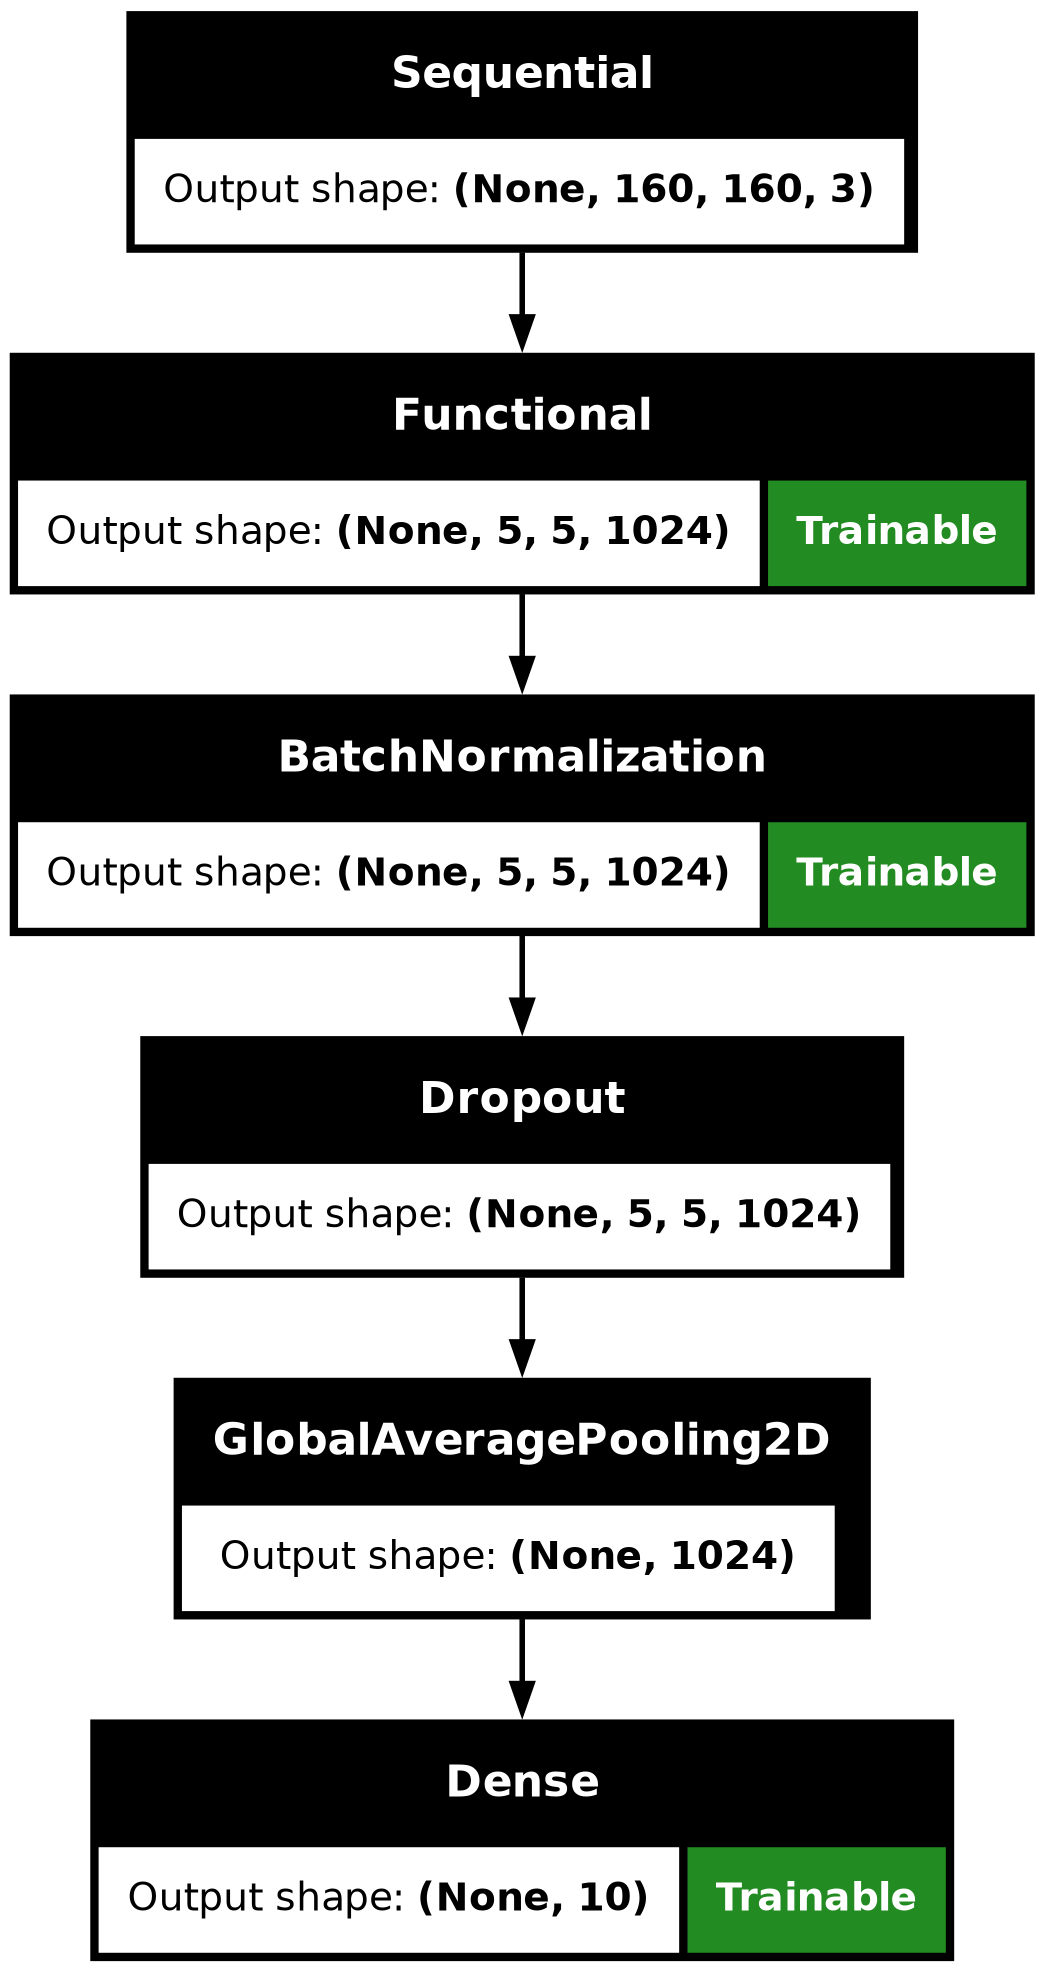 Sequential
Output shape: (None, 160, 160, 3)
Functional
Output shape: (None, 5, 5, 1024) Trainable
BatchNormalization
Output shape: (None, 5, 5, 1024) Trainable
Dropout
Output shape: (None, 5, 5, 1024)
GlobalAveragePooling2D
Output shape: (None, 1024)
Dense
Output shape: (None, 10) Trainable